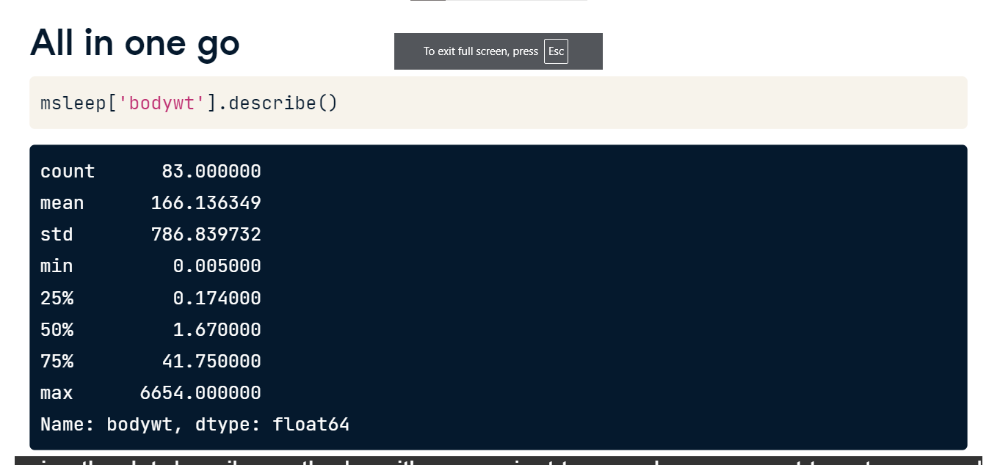 All in one go
To exit full screen, press Esc
msleep['bodywt'].describe()
count 83.000000
mean 166.136349
std 786.839732
min 0.005000
25% 0.174000
50% 1.670000
75% 41.750000
max 6654.000000
Name: bodywt, dtype: float64